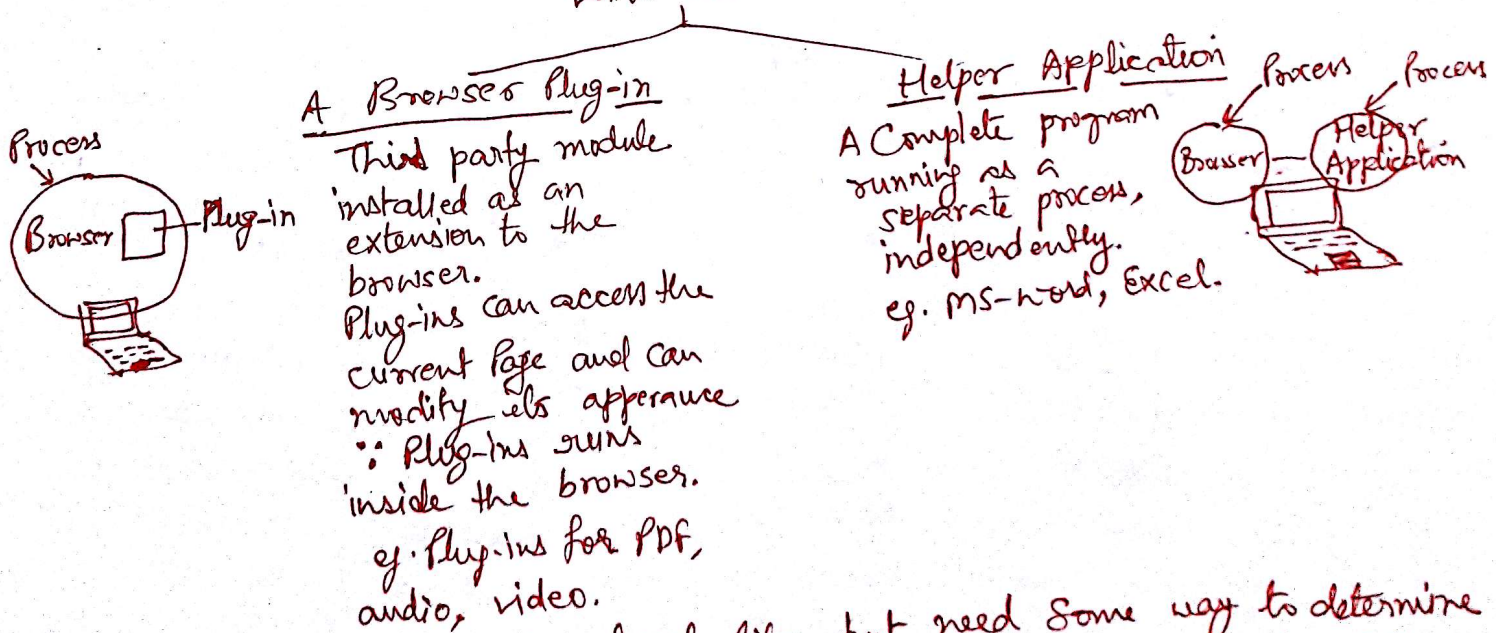 A Browser Plug-in
Third party module
installed as an
extension to the
browser.
Plug-ins can access the
current Page and can
modify its apperance
∵ Plug-ins runs
inside the browser.
eg. Plug-ins for PDF,
audio, video.
Process
Browser
Plug-in
Helper Application
A Complete program
running as a
separate process,
independently.
eg. MS-word, Excel.
Process
Process
Browser
Helper
Application
but need Some way to determine